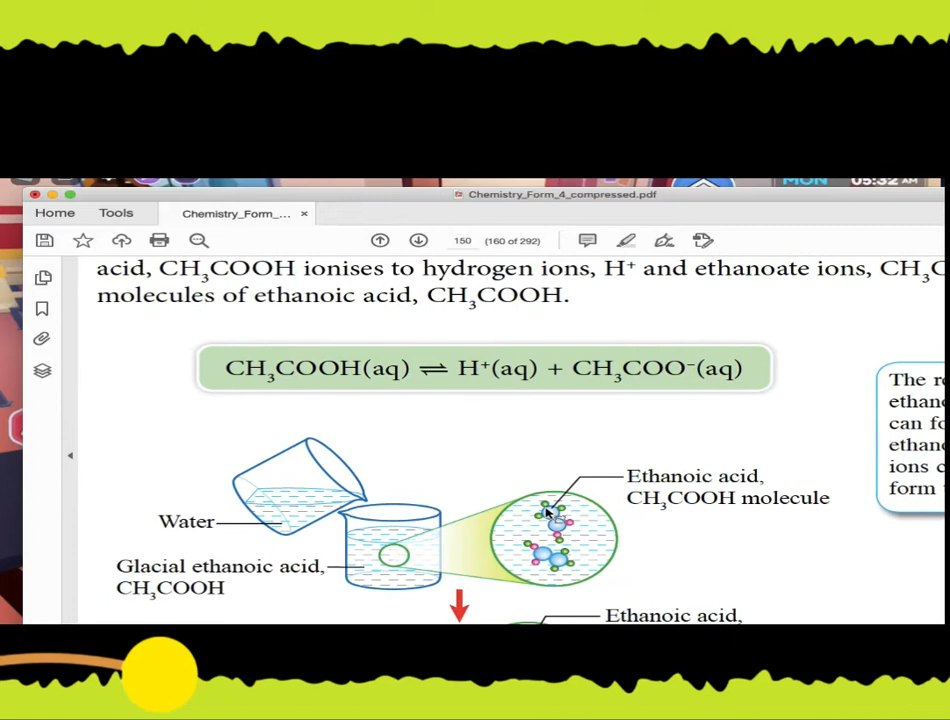 MON 05:32 AM
Chemistry_Form_4_compressed.pdf
Home Tools Chemistry_Form_... ×
150 (160 of 292)
acid, CH₃COOH ionises to hydrogen ions, H⁺ and ethanoate ions, CH₃C
molecules of ethanoic acid, CH₃COOH.
CH₃COOH(aq) ⇌ H⁺(aq) + CH₃COO⁻(aq)
The r
ethan
can fo
ethan
ions c
form
Ethanoic acid,
CH₃COOH molecule
Water
Glacial ethanoic acid,
CH₃COOH
Ethanoic acid,